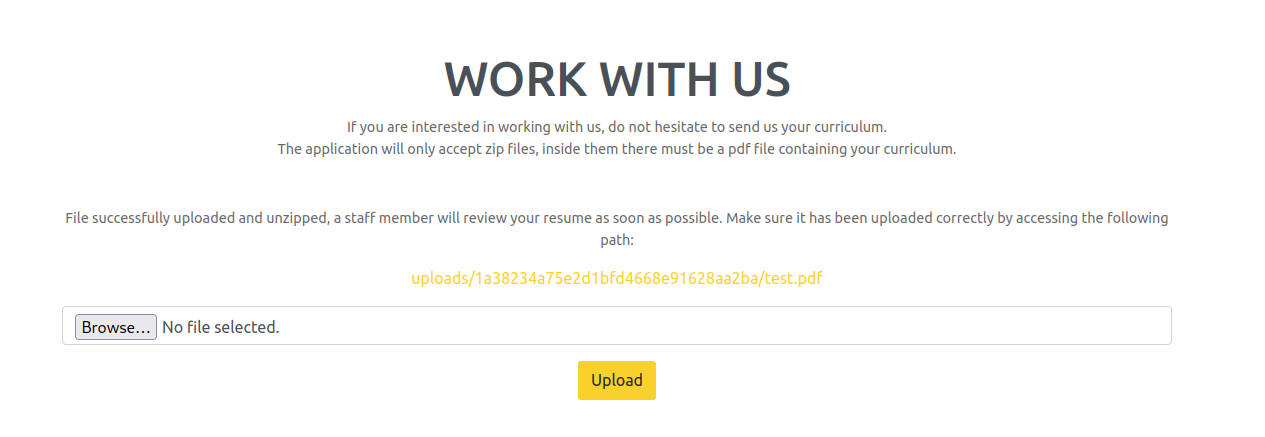 WORK WITH US
If you are interested in working with us, do not hesitate to send us your curriculum.
The application will only accept zip files, inside them there must be a pdf file containing your curriculum.
File successfully uploaded and unzipped, a staff member will review your resume as soon as possible. Make sure it has been uploaded correctly by accessing the following
path:
uploads/1a38234a75e2d1bfd4668e91628aa2ba/test.pdf
Browse... No file selected.
Upload